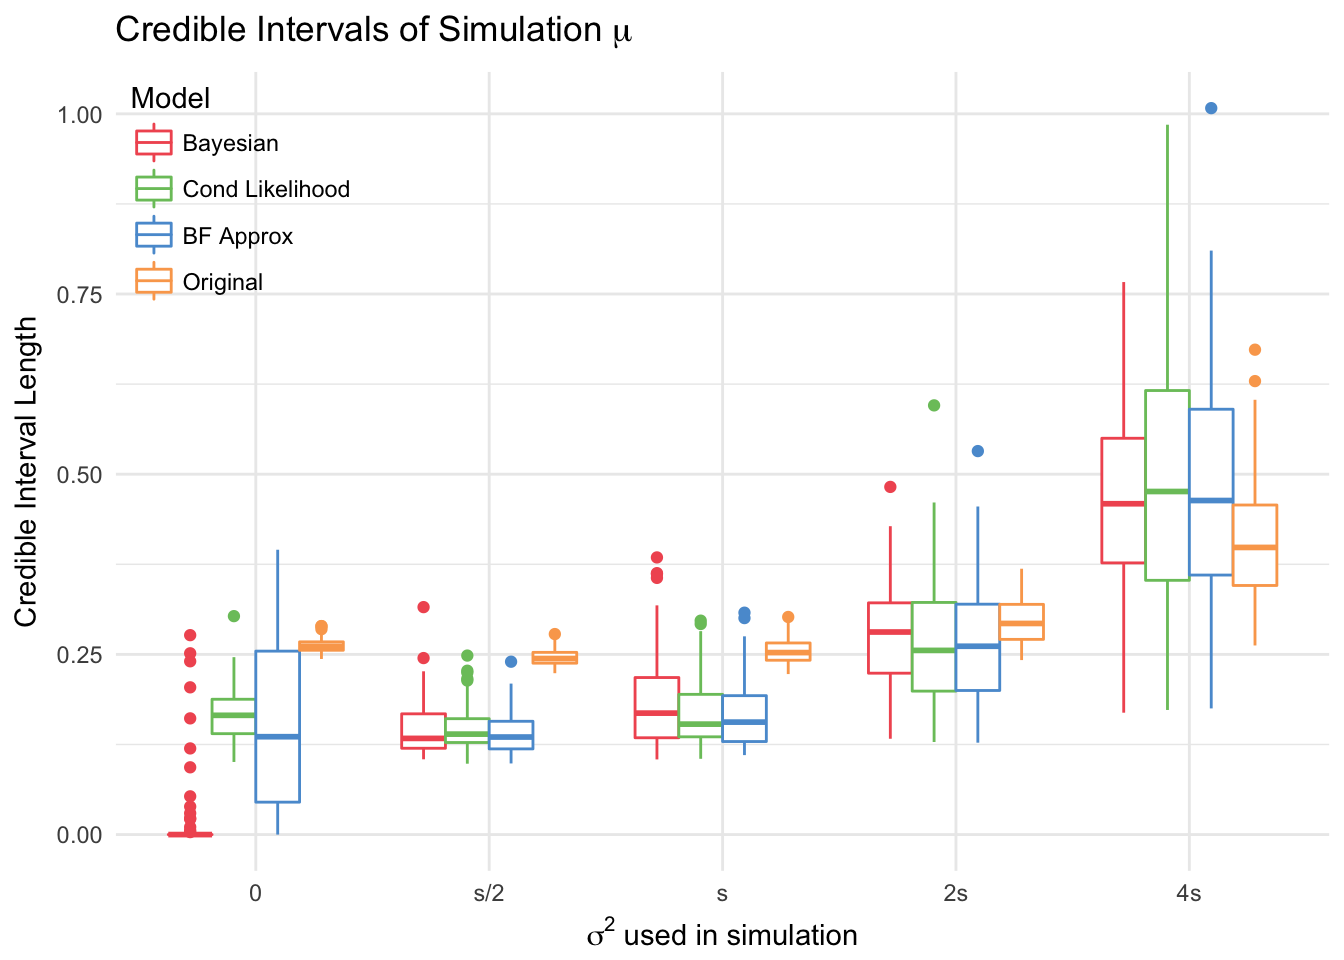 Credible Intervals of Simulation μ
Model
Bayesian
Cond Likelihood
BF Approx
Original
Credible Interval Length
1.00
0.75
0.50
0.25
0.00
0
s/2
s
2s
4s
σ² used in simulation